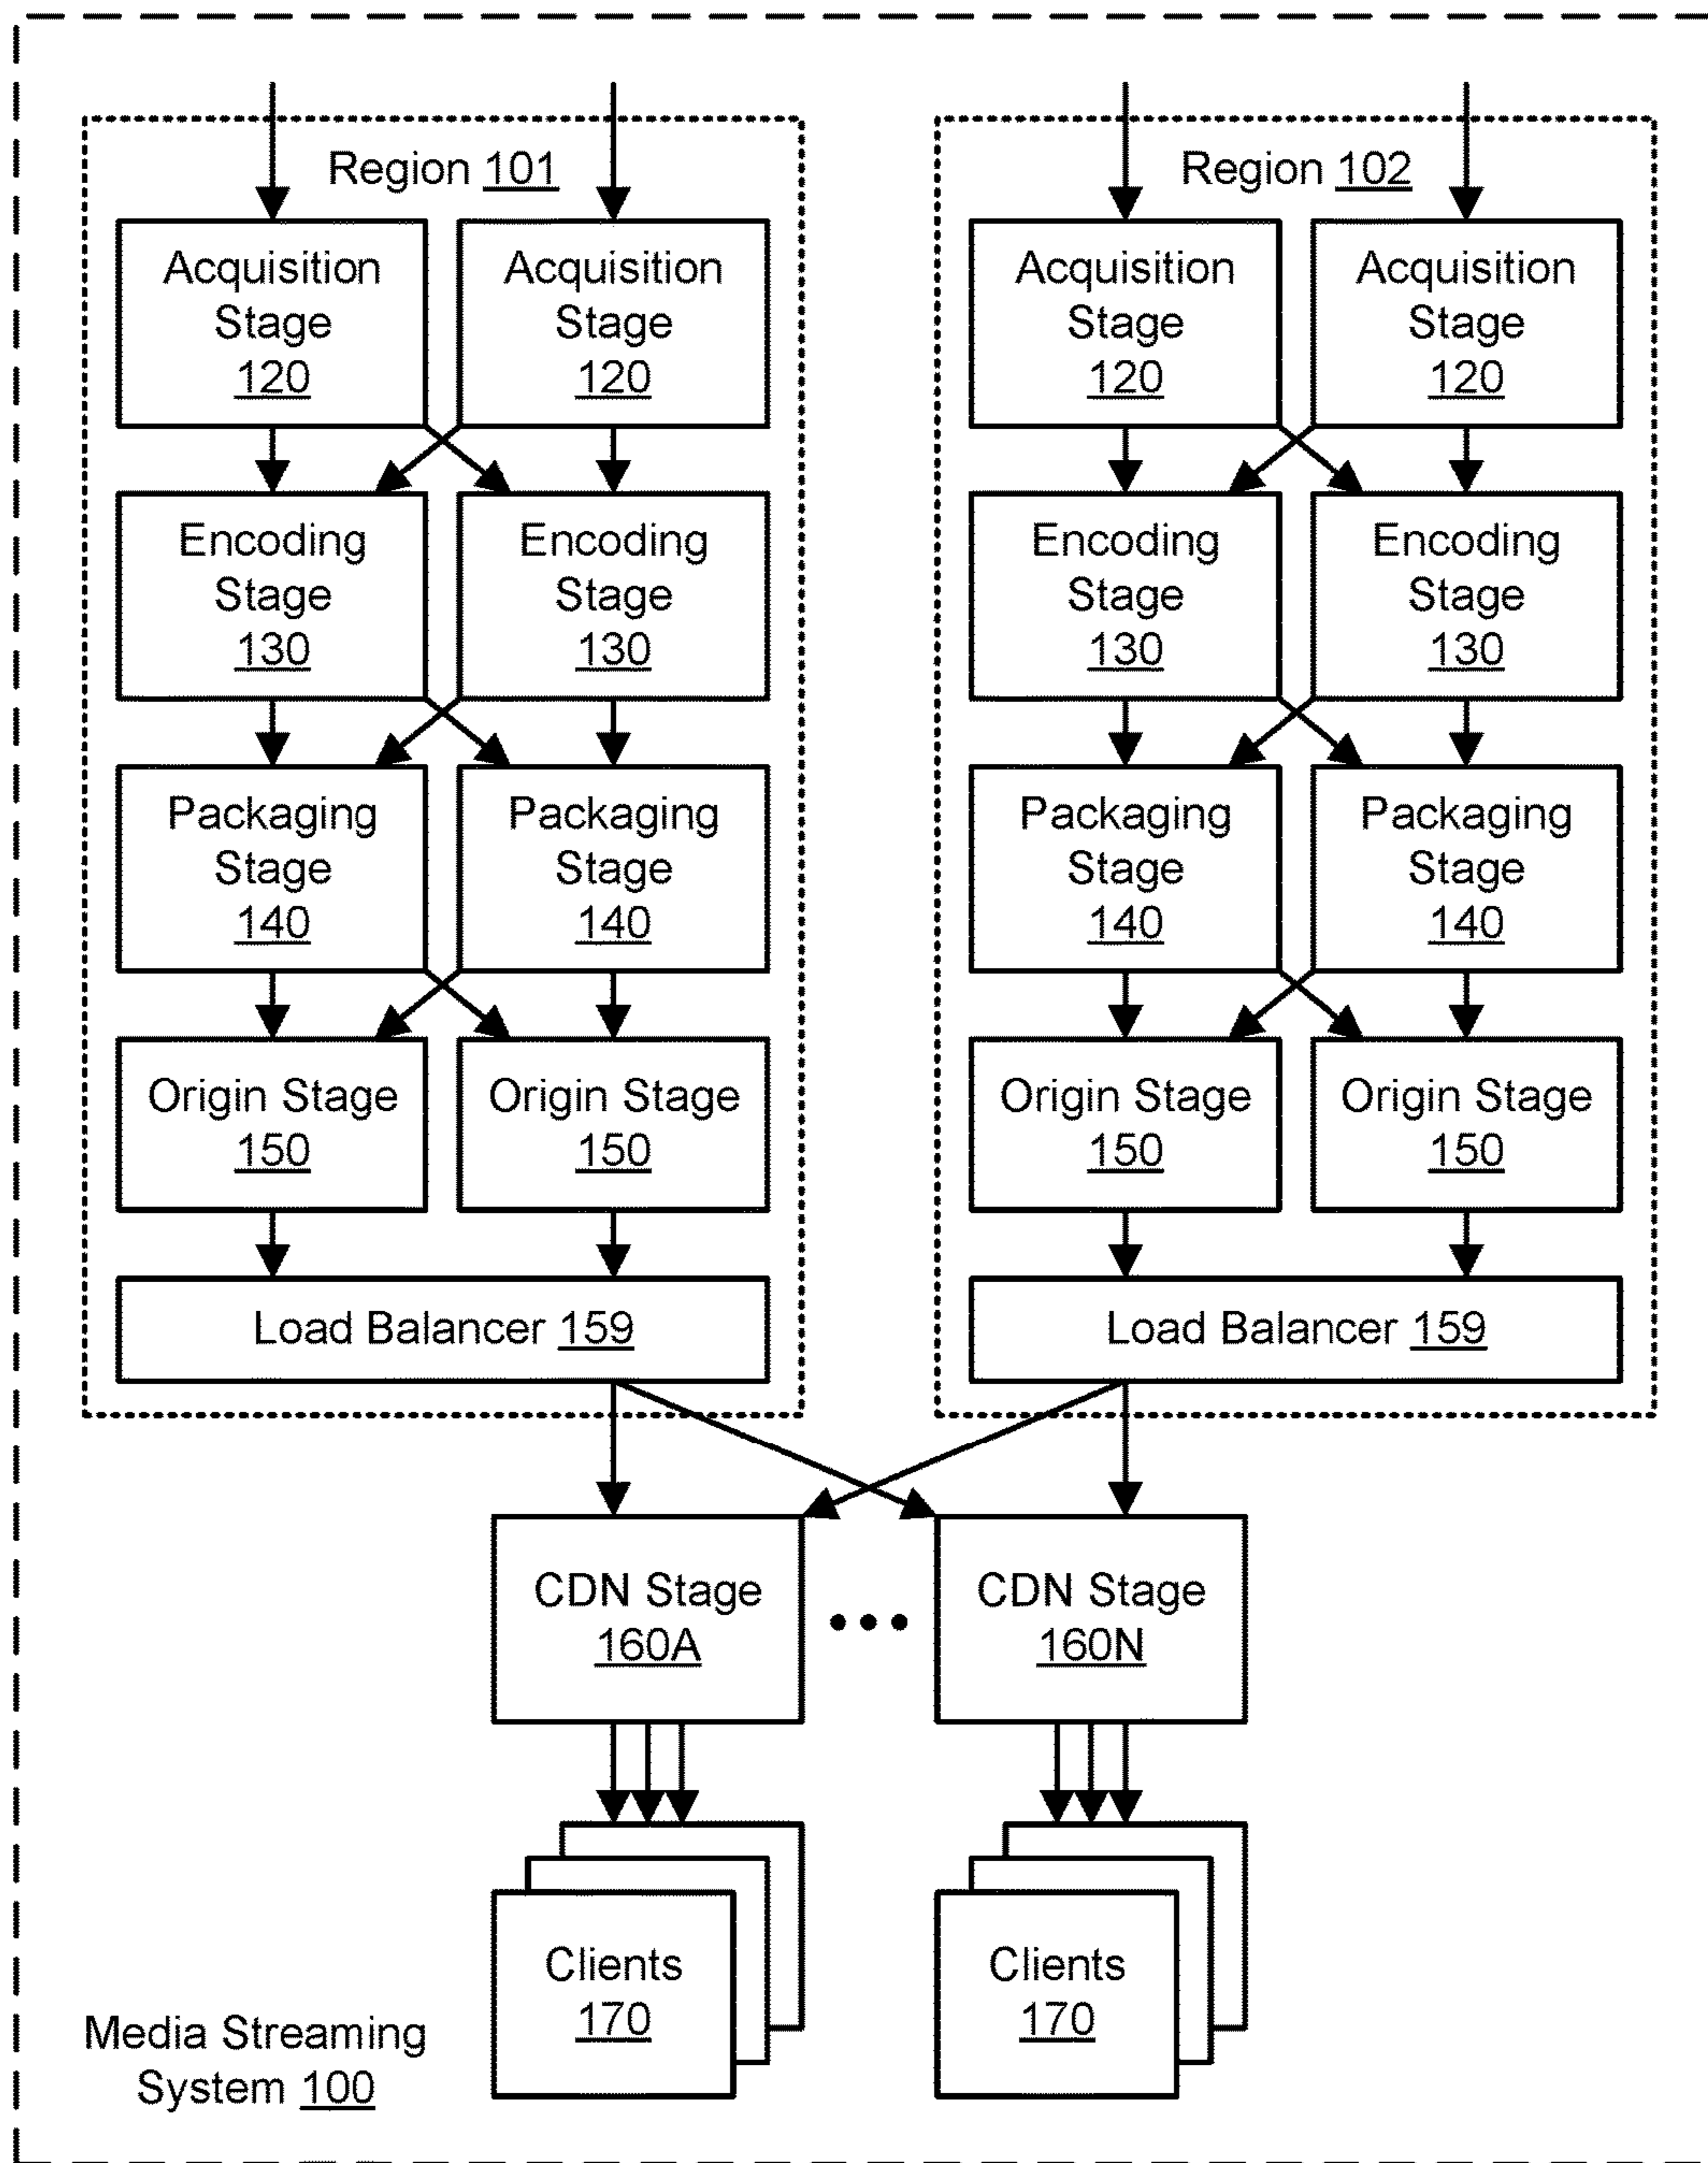 Region 101
Region 102
Acquisition
Stage
120
Acquisition
Stage
120
Acquisition
Stage
120
Acquisition
Stage
120
Encoding
Stage
130
Encoding
Stage
130
Encoding
Stage
130
Encoding
Stage
130
Packaging
Stage
140
Packaging
Stage
140
Packaging
Stage
140
Packaging
Stage
140
Origin Stage
150
Origin Stage
150
Origin Stage
150
Origin Stage
150
Load Balancer 159
Load Balancer 159
CDN Stage
160A
CDN Stage
160N
Clients
170
Clients
170
Media Streaming
System 100